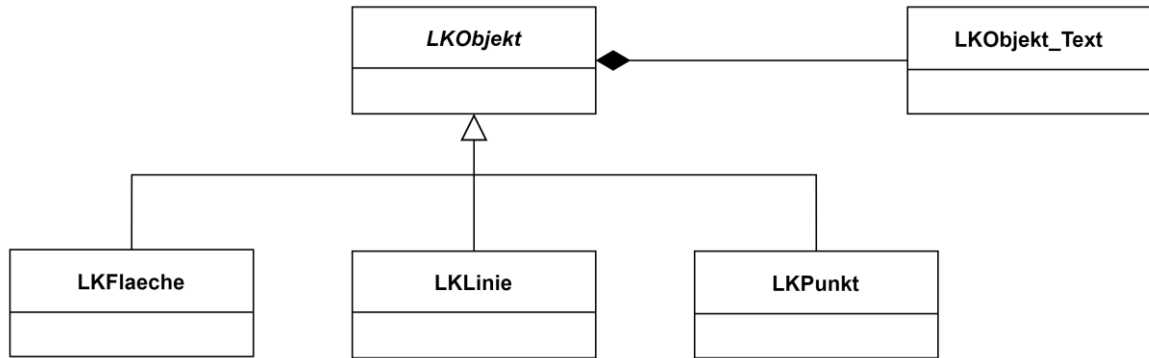 LKObjekt
LKObjekt_Text
LKFlaeche
LKLinie
LKPunkt